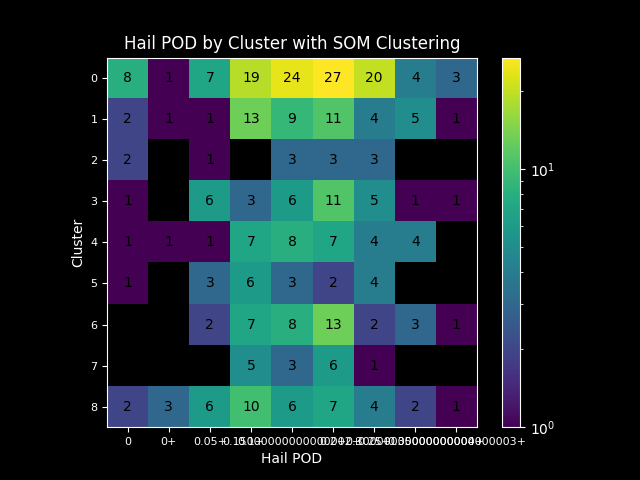 Hail POD by Cluster with SOM Clustering
Cluster
0 8 1 7 19 24 27 20 4 3
1 2 1 1 13 9 11 4 5 1
2 2 1 3 3 3
3 1 6 3 6 11 5 1 1
4 1 1 1 7 8 7 4 4
5 1 3 6 3 2 4
6 2 7 8 13 2 3 1
7 5 3 6 1
8 2 3 6 10 6 7 4 2 1
0 0+ 0.05+
Hail POD
10¹
10⁰